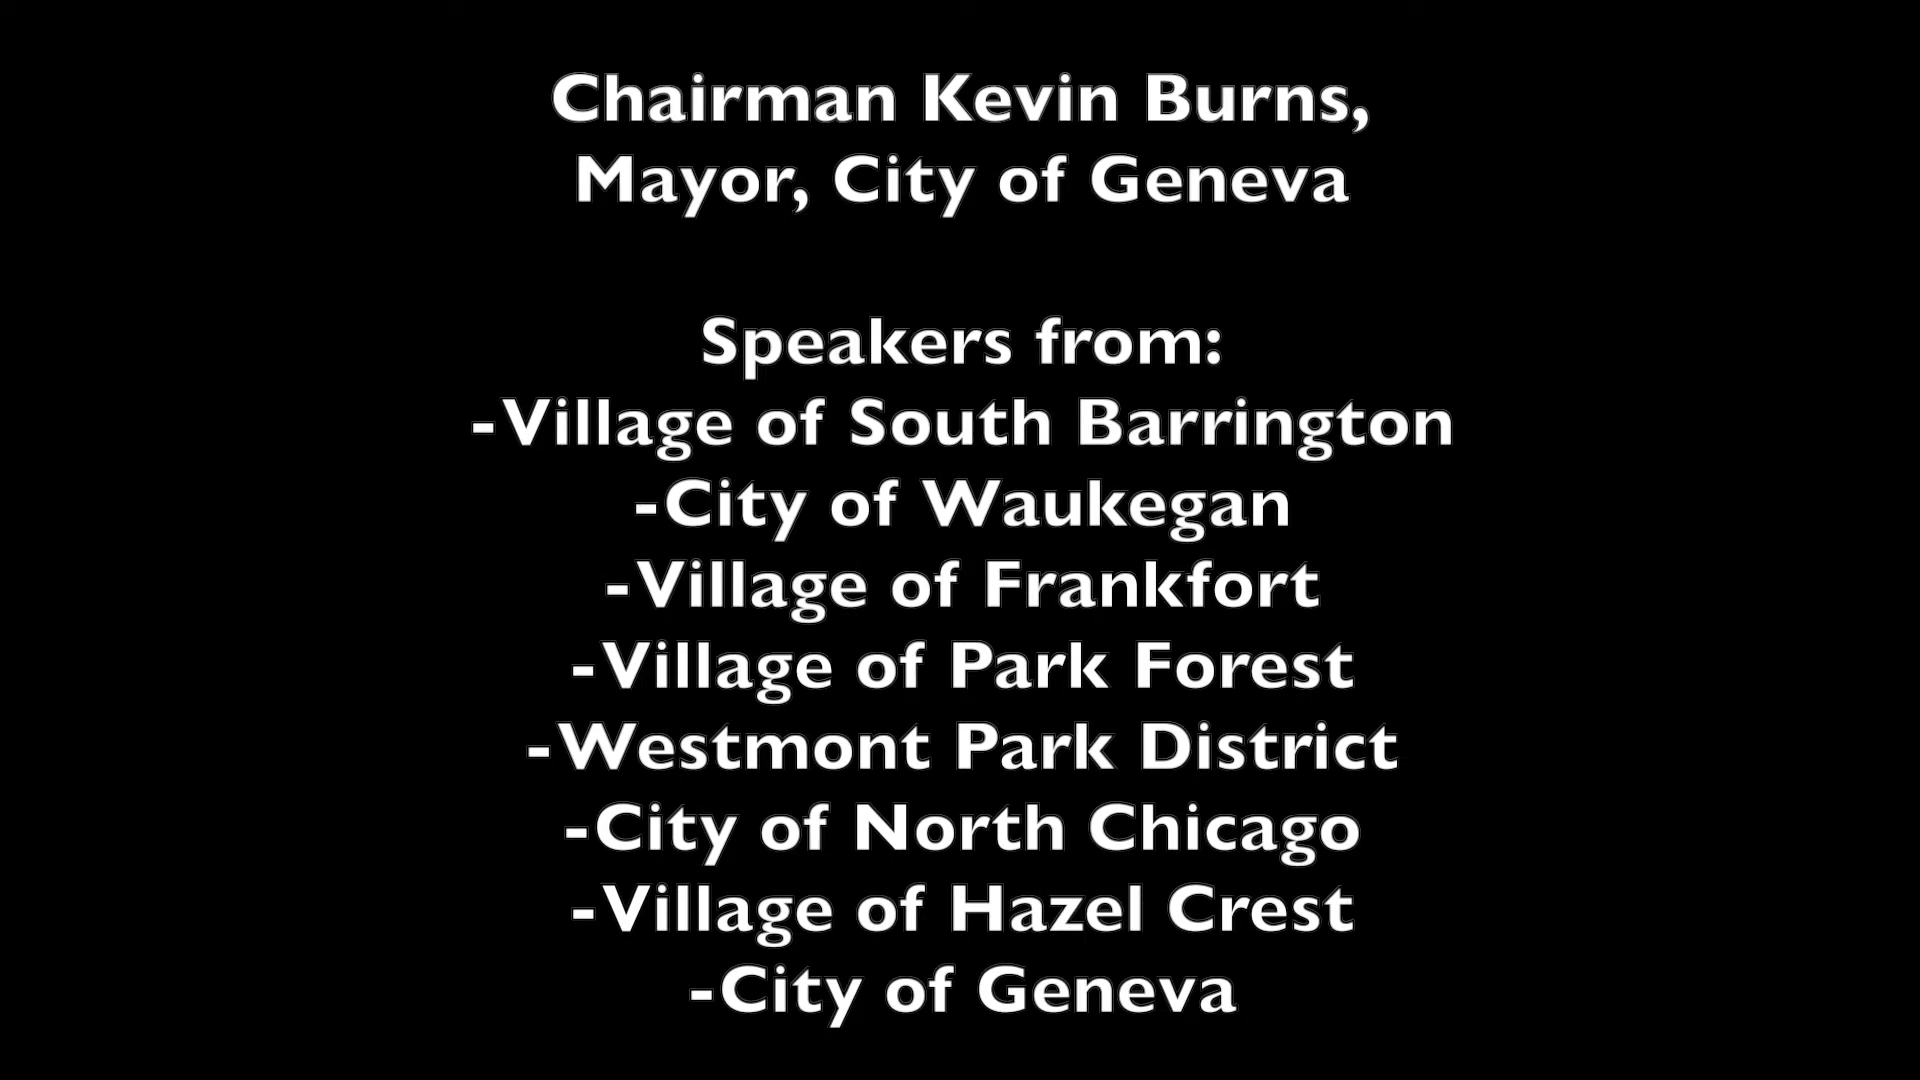 Chairman Kevin Burns,
Mayor, City of Geneva
Speakers from:
-Village of South Barrington
-City of Waukegan
-Village of Frankfort
-Village of Park Forest
-Westmont Park District
-City of North Chicago
-Village of Hazel Crest
-City of Geneva